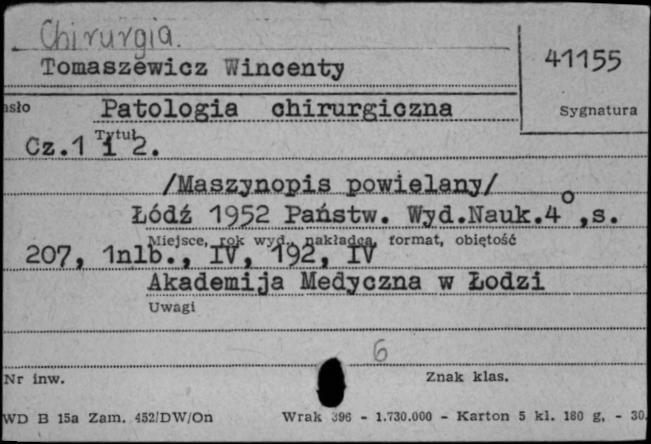 Chirurgia.
41155
Tomaszewicz Wincenty
asło Patologia chirurgiczna
Sygnatura
Tytuł
Cz.1 i 2.
/Maszynopis powielany/
Łódź 1952 Państw. Wyd.Nauk.4°,s.
Miejsce, rok wyd., nakładca, format, objętość
207, 1nlb., IV, 192, IV
Akademija Medyczna w Łodzi
Uwagi
6
Nr inw. Znak klas.
WD B 15a Zam. 452/DW/On Wrak 396 - 1.730.000 - Karton 5 kl. 180 g. - 30.